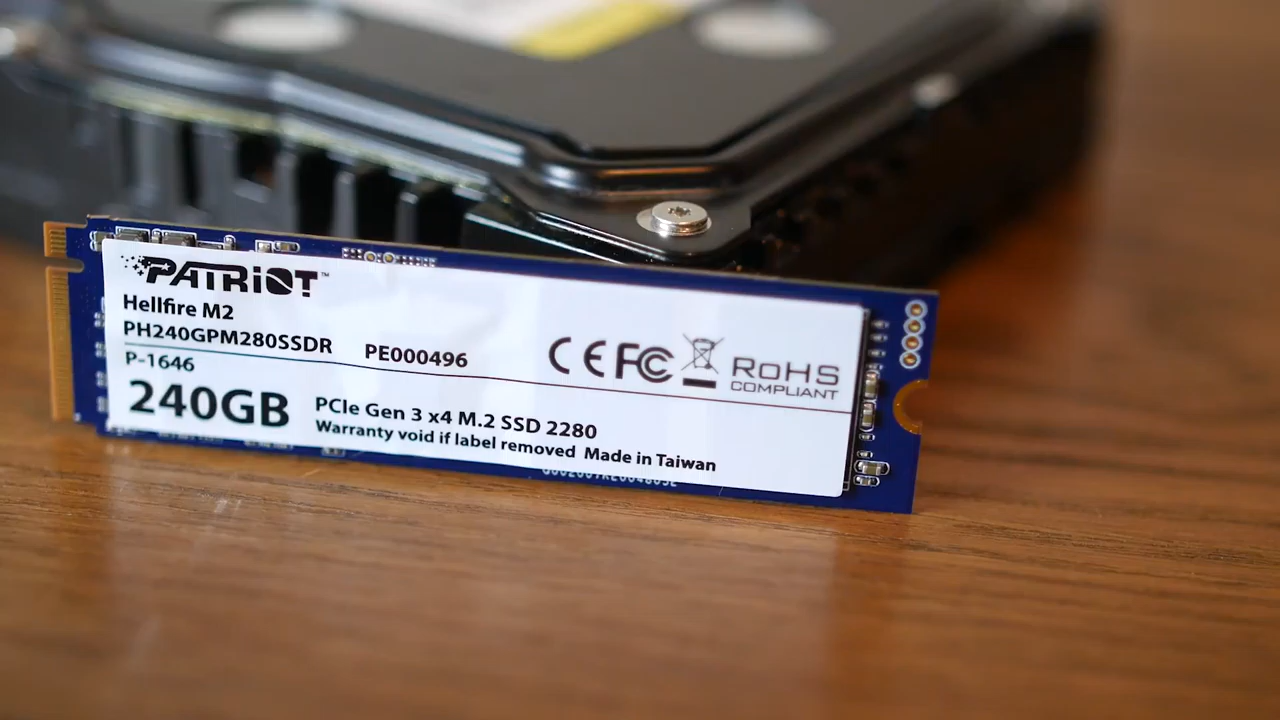 PATRiOT™
Hellfire M2
PH240GPM280SSDR PE000496
P-1646
CE FC RoHS
COMPLIANT
240GB PCIe Gen 3 x4 M.2 SSD 2280
Warranty void if label removed Made in Taiwan